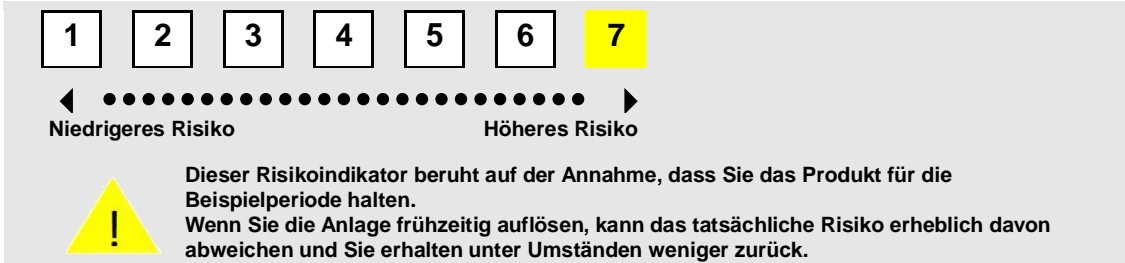 1 2 3 4 5 6 7
Niedrigeres Risiko Höheres Risiko
Dieser Risikoindikator beruht auf der Annahme, dass Sie das Produkt für die
Beispielperiode halten.
! Wenn Sie die Anlage frühzeitig auflösen, kann das tatsächliche Risiko erheblich davon
abweichen und Sie erhalten unter Umständen weniger zurück.